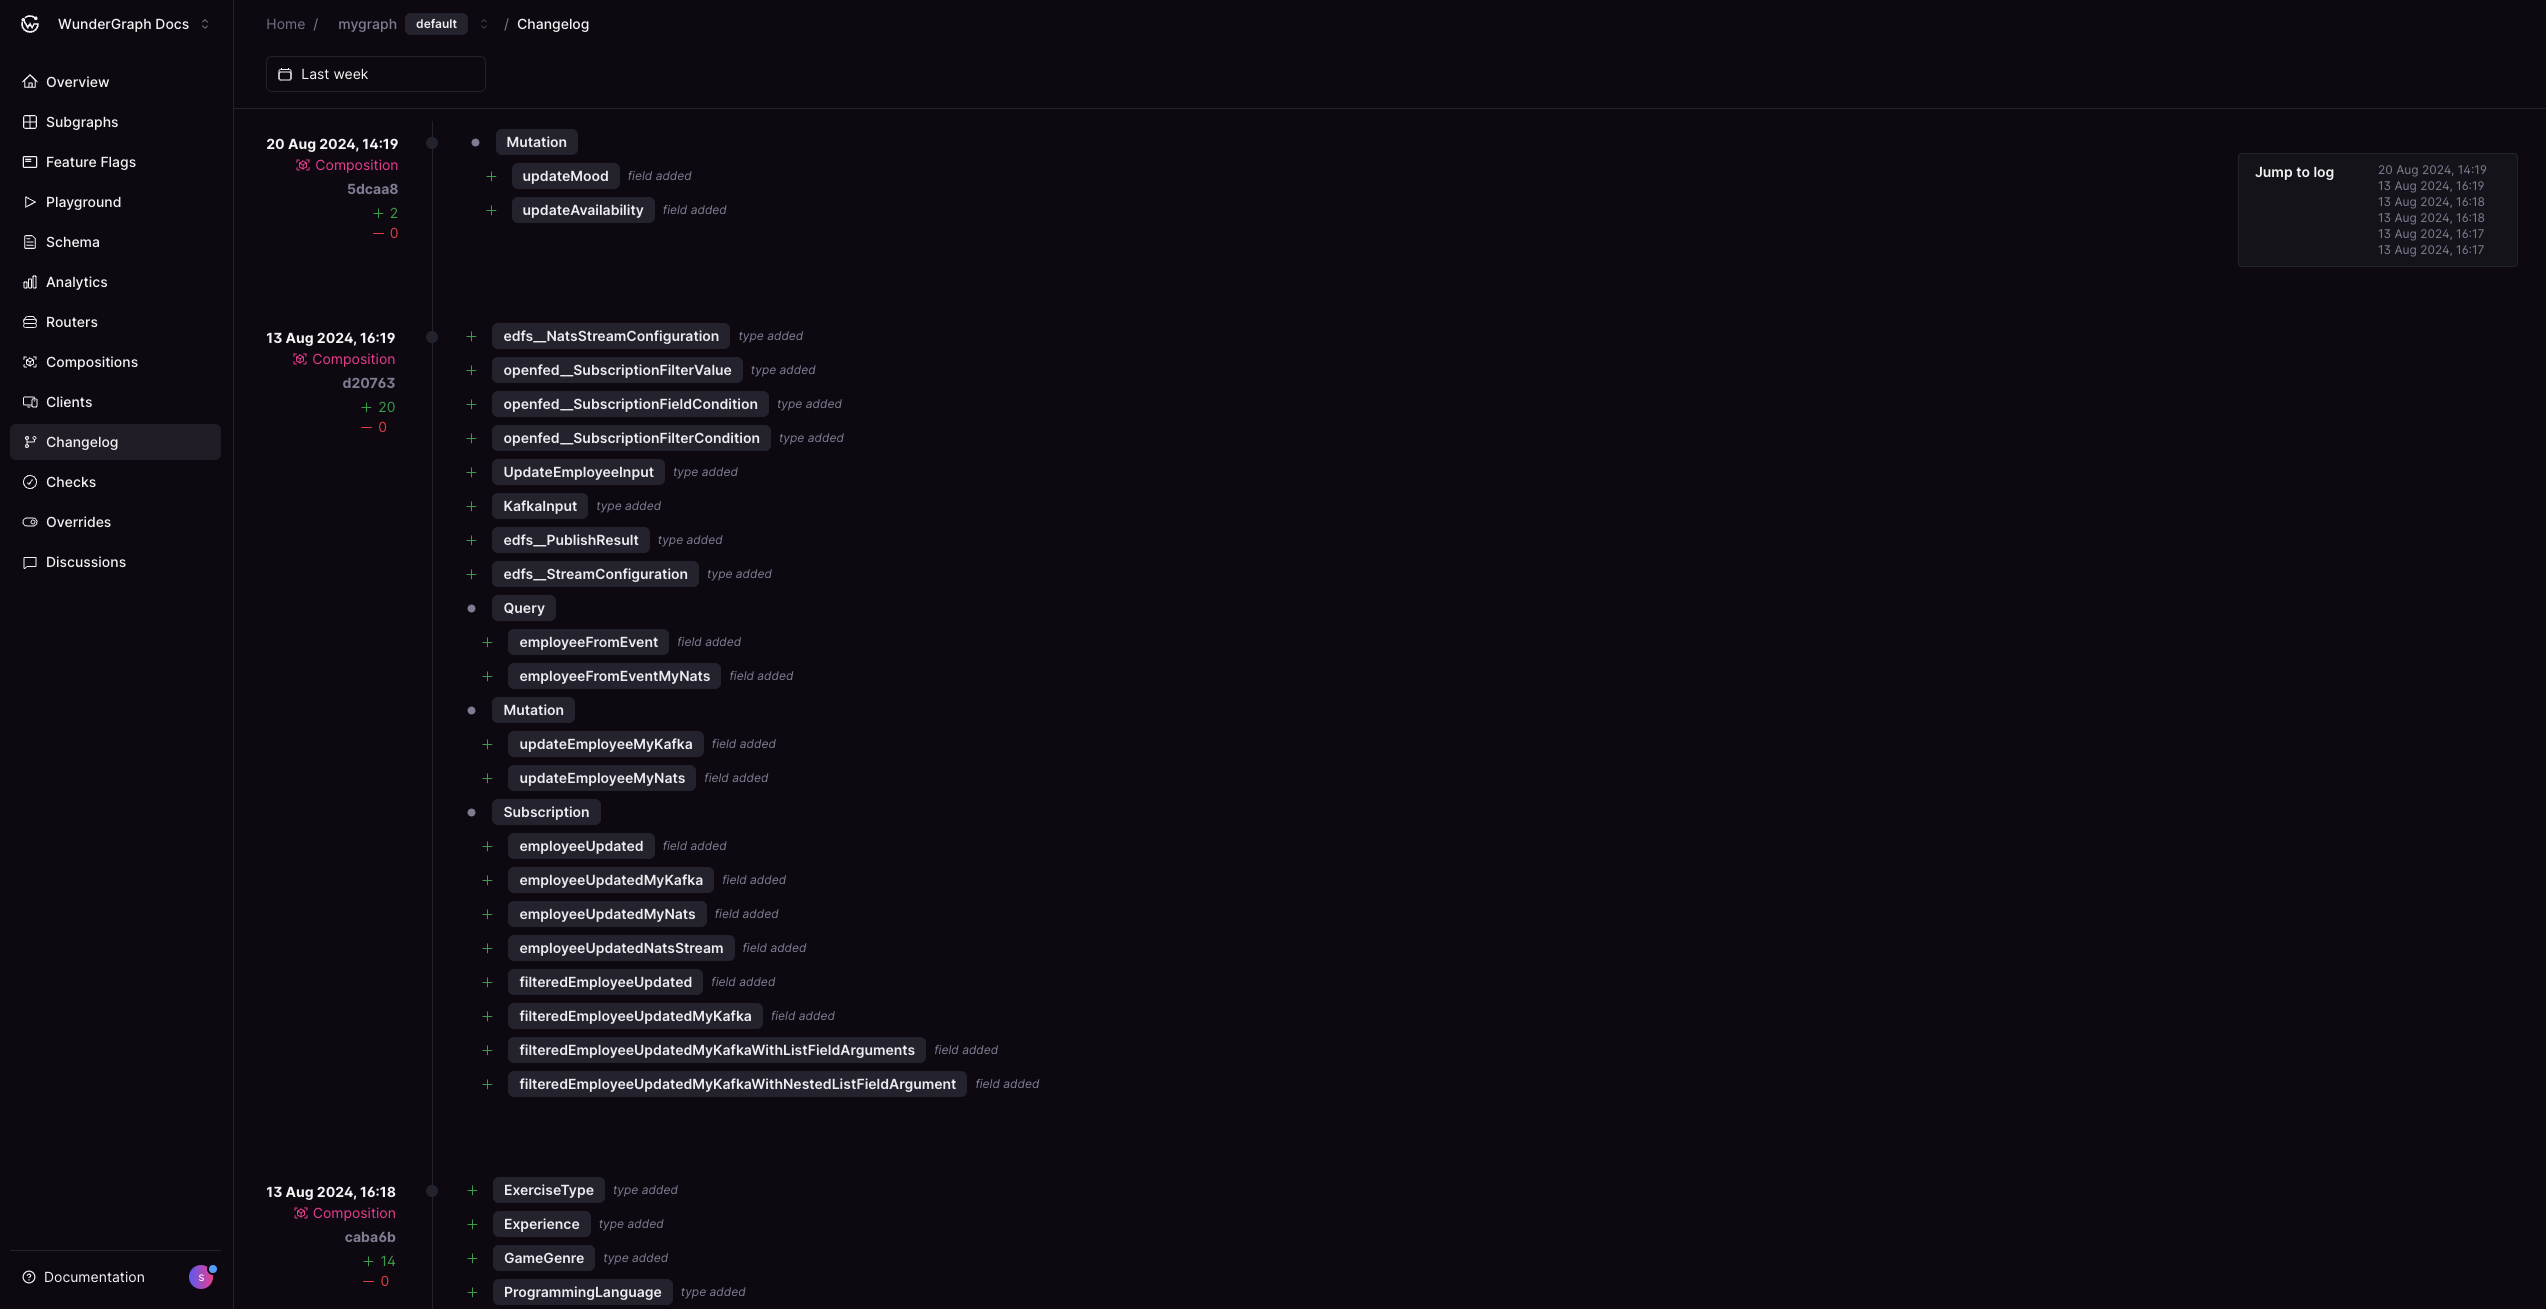 WunderGraph Docs
Home / mygraph default / Changelog
Last week
Overview
Subgraphs
Feature Flags
Playground
Schema
Analytics
Routers
Compositions
Clients
Changelog
Checks
Overrides
Discussions
Documentation
S
20 Aug 2024, 14:19
Composition
5dcaa8
+ 2
− 0
Mutation
+ updateMood field added
+ updateAvailability field added
Jump to log
20 Aug 2024, 14:19
13 Aug 2024, 16:19
13 Aug 2024, 16:18
13 Aug 2024, 16:18
13 Aug 2024, 16:17
13 Aug 2024, 16:17
13 Aug 2024, 16:19
Composition
d20763
+ 20
− 0
+ edfs__NatsStreamConfiguration type added
+ openfed__SubscriptionFilterValue type added
+ openfed__SubscriptionFieldCondition type added
+ openfed__SubscriptionFilterCondition type added
+ UpdateEmployeeInput type added
+ KafkaInput type added
+ edfs__PublishResult type added
+ edfs__StreamConfiguration type added
Query
+ employeeFromEvent field added
+ employeeFromEventMyNats field added
Mutation
+ updateEmployeeMyKafka field added
+ updateEmployeeMyNats field added
Subscription
+ employeeUpdated field added
+ employeeUpdatedMyKafka field added
+ employeeUpdatedMyNats field added
+ employeeUpdatedNatsStream field added
+ filteredEmployeeUpdated field added
+ filteredEmployeeUpdatedMyKafka field added
+ filteredEmployeeUpdatedMyKafkaWithListFieldArguments field added
+ filteredEmployeeUpdatedMyKafkaWithNestedListFieldArgument field added
13 Aug 2024, 16:18
Composition
caba6b
+ 14
− 0
+ ExerciseType type added
+ Experience type added
+ GameGenre type added
+ ProgrammingLanguage type added